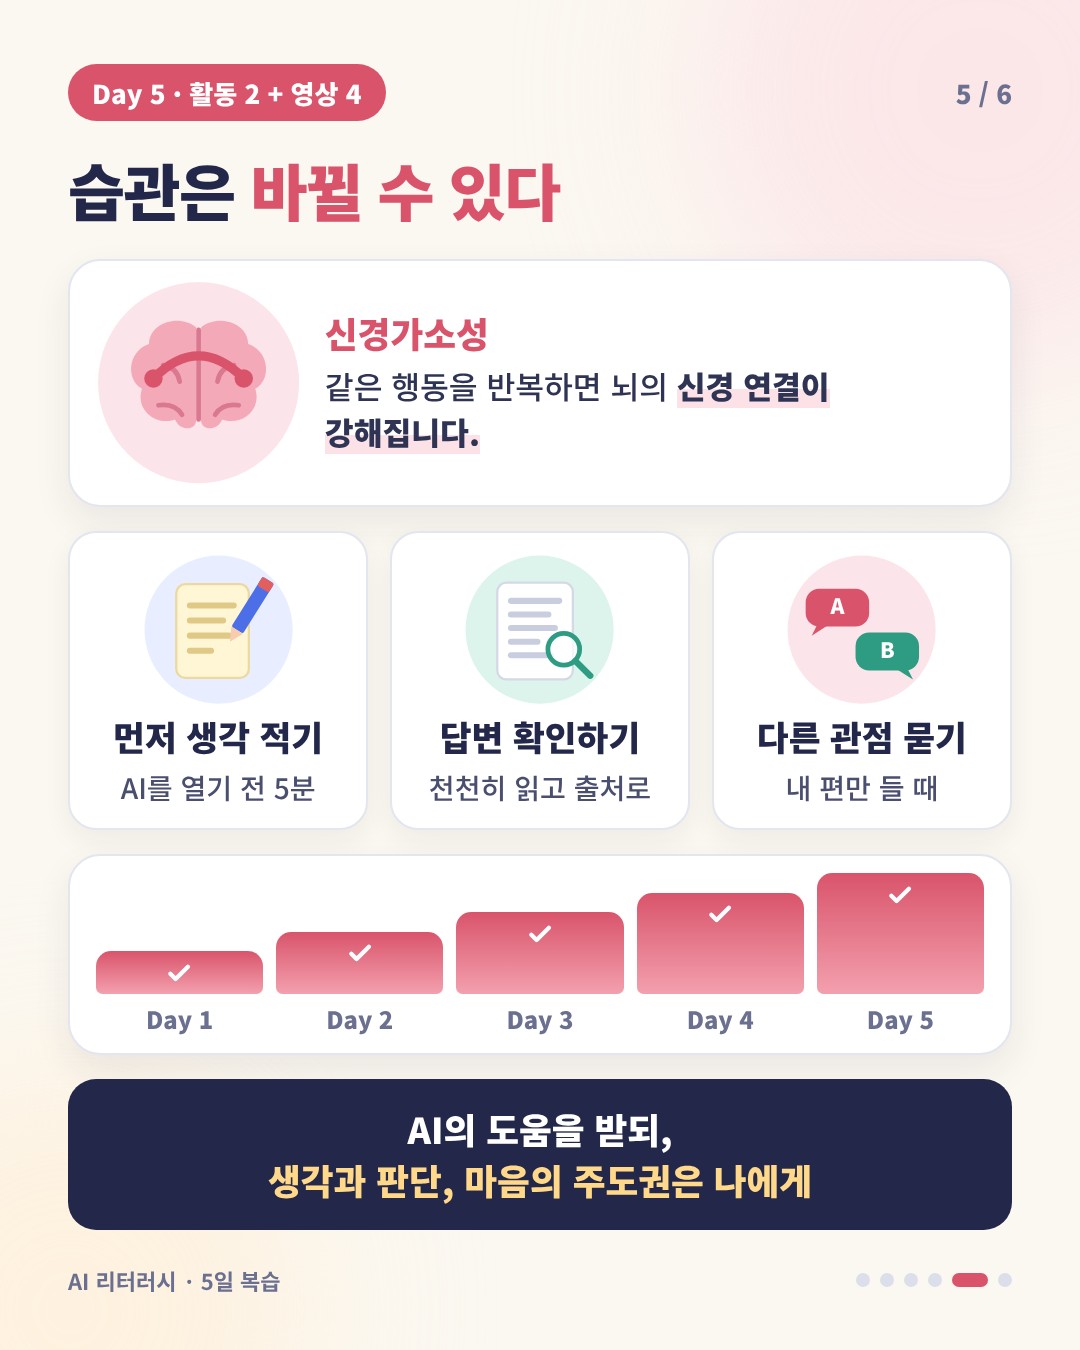 Day 5 · 활동 2 + 영상 4
5 / 6
습관은 바뀔 수 있다
신경가소성
같은 행동을 반복하면 뇌의 신경 연결이
강해집니다.
먼저 생각 적기
AI를 열기 전 5분
답변 확인하기
천천히 읽고 출처로
A
B
다른 관점 묻기
내 편만 들 때
Day 1
Day 2
Day 3
Day 4
Day 5
AI의 도움을 받되,
생각과 판단, 마음의 주도권은 나에게
AI 리터러시 · 5일 복습